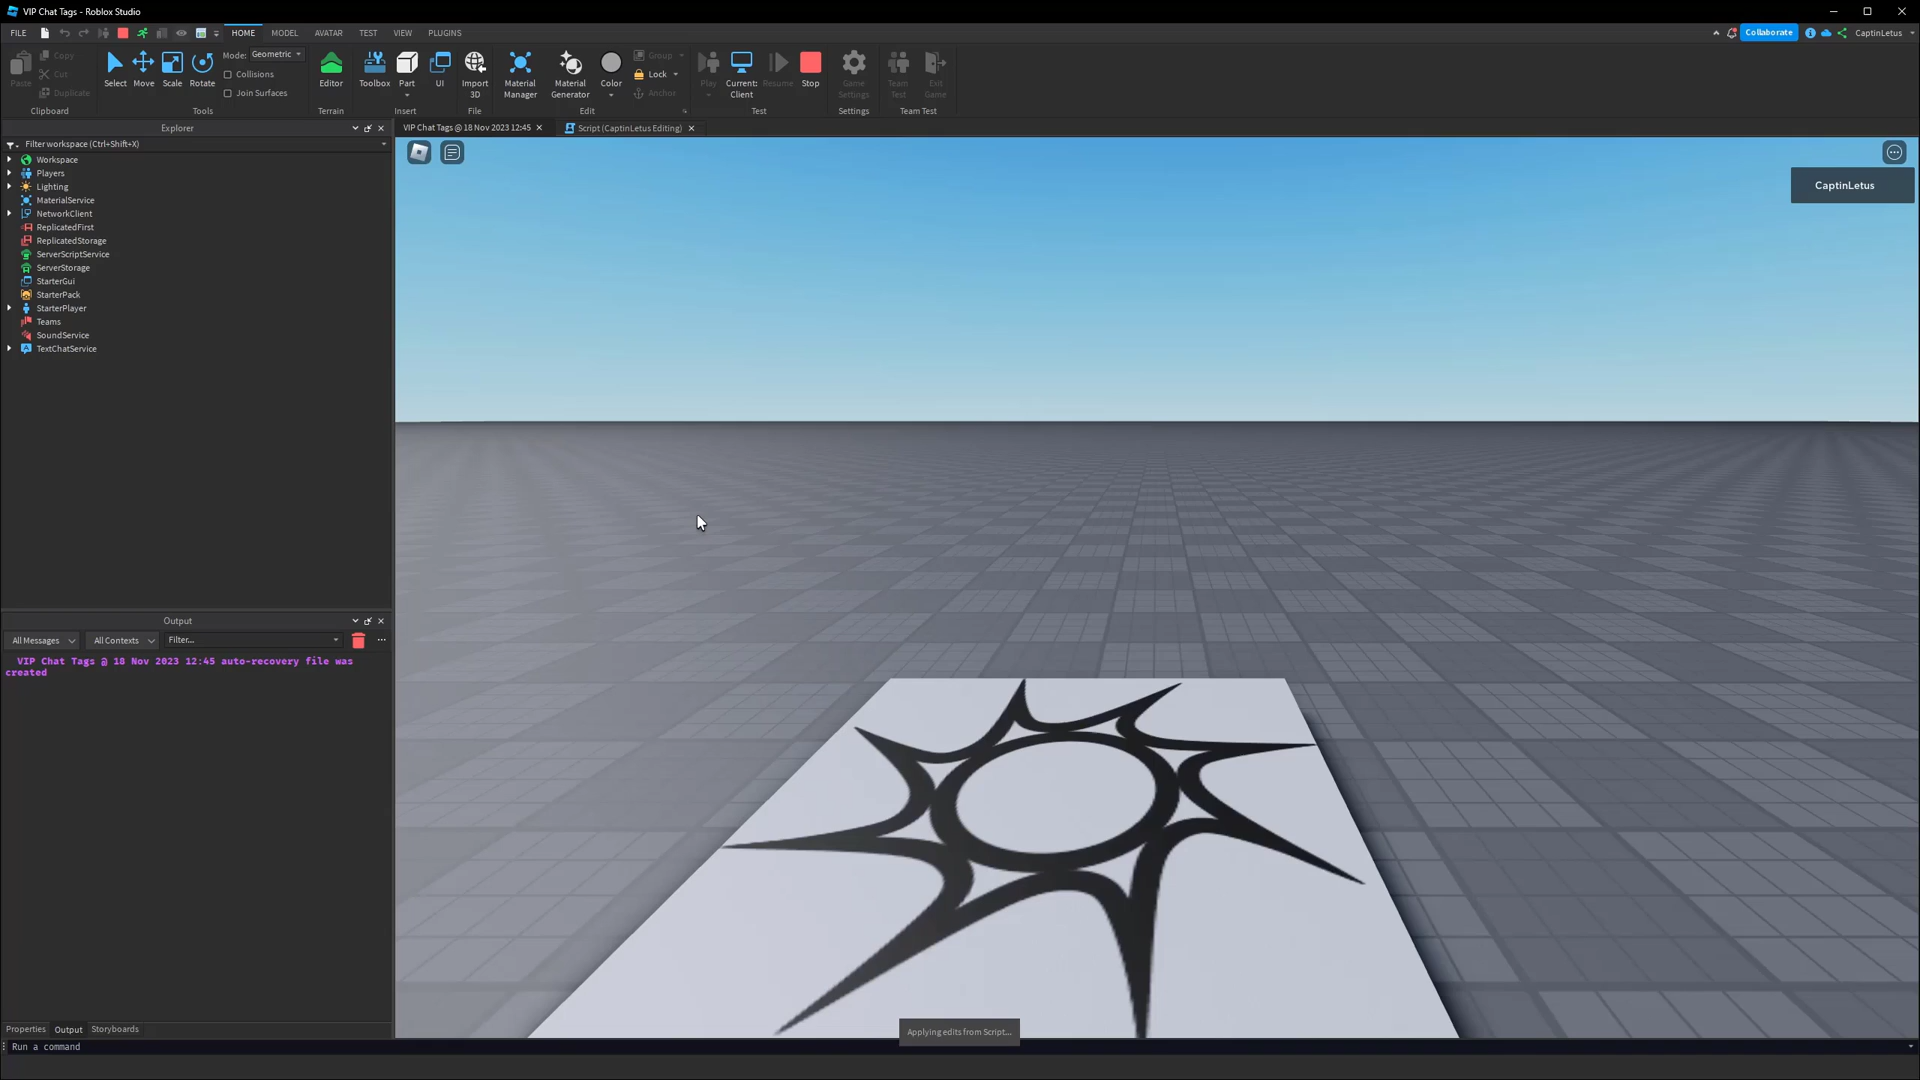 VIP Chat Tags - Roblox Studio
FILE
HOME
MODEL
AVATAR
TEST
VIEW
PLUGINS
Collaborate
CaptinLetus
Paste
Copy
Cut
Duplicate
Clipboard
Select
Move
Scale
Rotate
Mode:
Geometric
Collisions
Join Surfaces
Tools
Editor
Terrain
Toolbox
Part
UI
Insert
Import
3D
File
Material
Manager
Material
Generator
Color
Group
Lock
Anchor
Edit
Play
Current:
Client
Resume
Stop
Test
Game
Settings
Settings
Team
Test
Exit
Game
Team Test
Explorer
VIP Chat Tags @ 18 Nov 2023 12:45
Script (CaptinLetus Editing)
Filter workspace (Ctrl+Shift+X)
Workspace
Players
Lighting
MaterialService
NetworkClient
ReplicatedFirst
ReplicatedStorage
ServerScriptService
ServerStorage
StarterGui
StarterPack
StarterPlayer
Teams
SoundService
TextChatService
CaptinLetus
Output
All Messages
All Contexts
Filter...
VIP Chat Tags @ 18 Nov 2023 12:45 auto-recovery file was
created
Applying edits from Script...
Properties
Output
Storyboards
Run a command